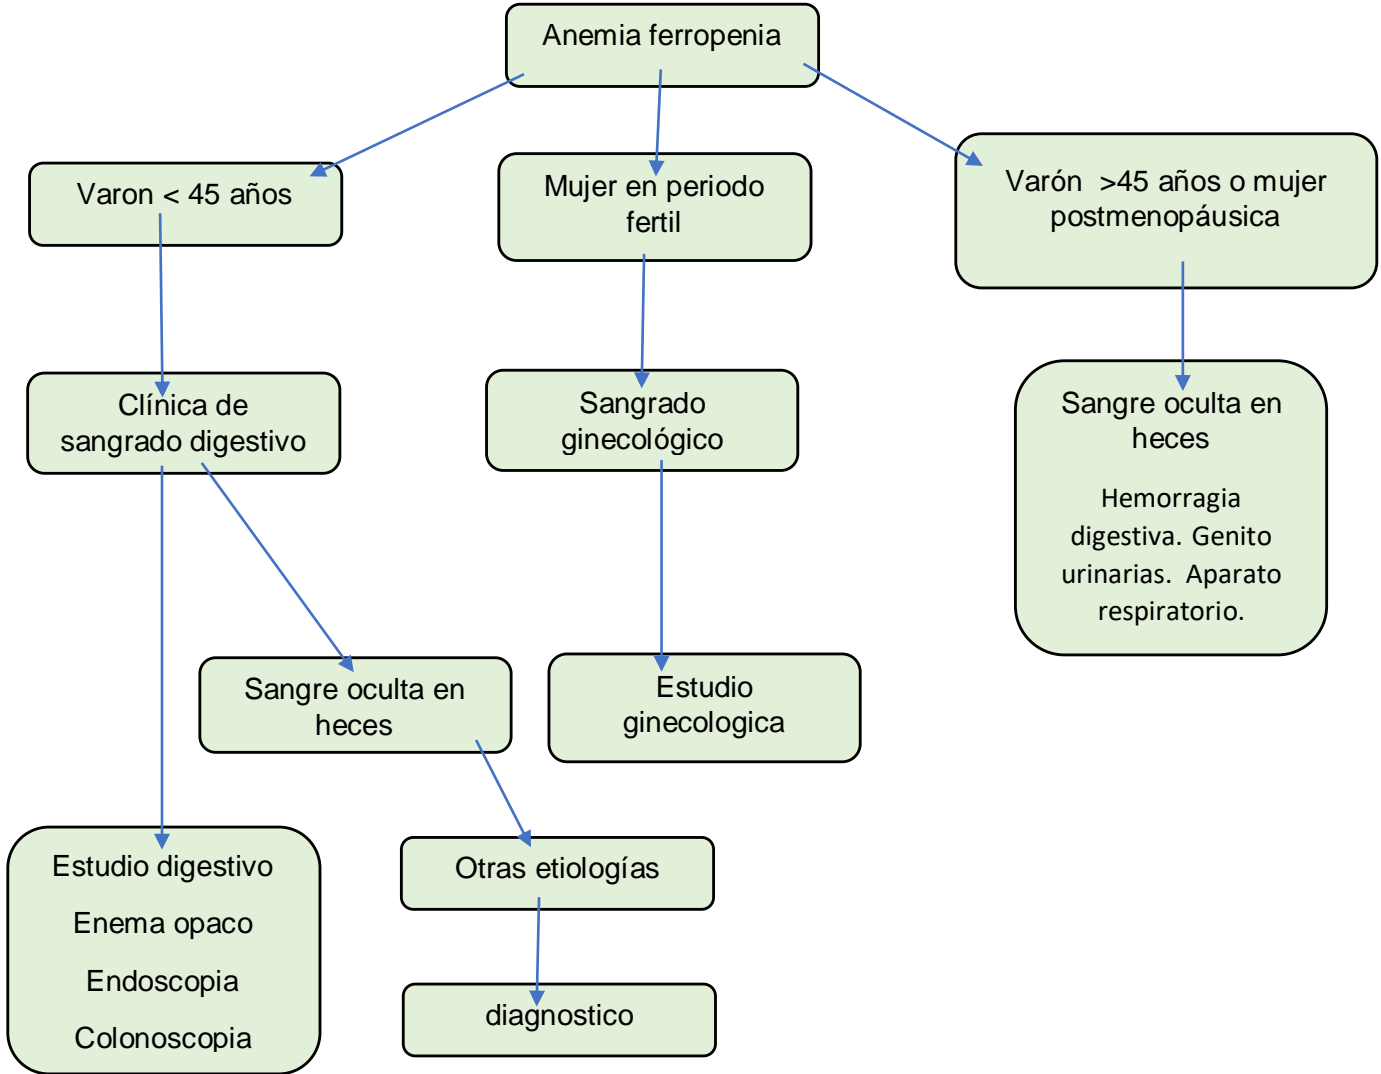 Anemia ferropenia
Varon < 45 años
Mujer en periodo
fertil
Varón >45 años o mujer
postmenopáusica
Clínica de
sangrado digestivo
Sangrado
ginecológico
Sangre oculta en
heces
Hemorragia
digestiva. Genito
urinarias. Aparato
respiratorio.
Sangre oculta en
heces
Estudio
ginecologica
Estudio digestivo
Enema opaco
Endoscopia
Colonoscopia
Otras etiologías
diagnostico